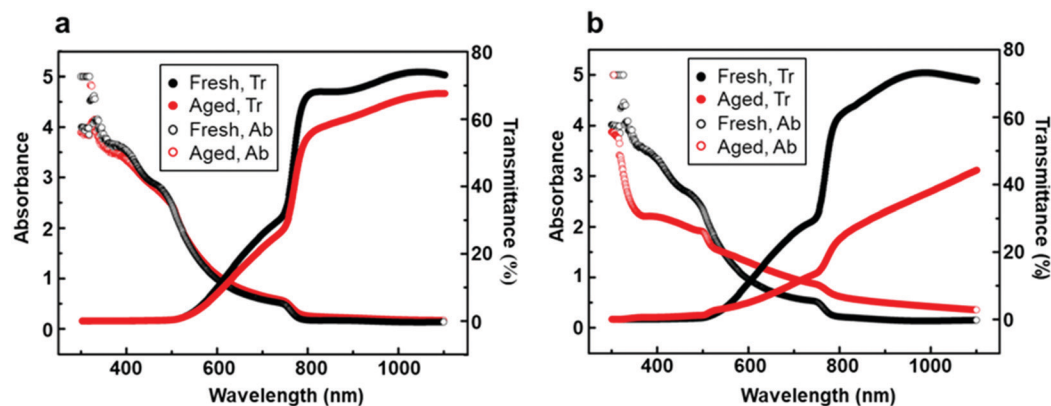 a
Absorbance
5
4
3
2
1
0
Fresh, Tr
Aged, Tr
Fresh, Ab
Aged, Ab
80
60
40
20
0
Transmittance (%)
400
600
800
1000
Wavelength (nm)
b
Absorbance
5
4
3
2
1
0
Fresh, Tr
Aged, Tr
Fresh, Ab
Aged, Ab
80
60
40
20
0
Transmittance (%)
400
600
800
1000
Wavelength (nm)